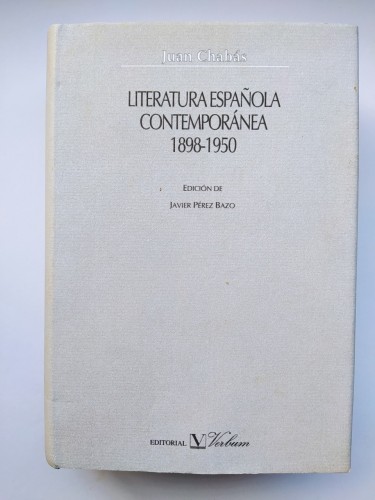 Juan Chabás
LITERATURA ESPAÑOLA
CONTEMPORÁNEA
1898-1950
EDICIÓN DE
JAVIER PÉREZ BAZO
EDITORIAL V Verbum